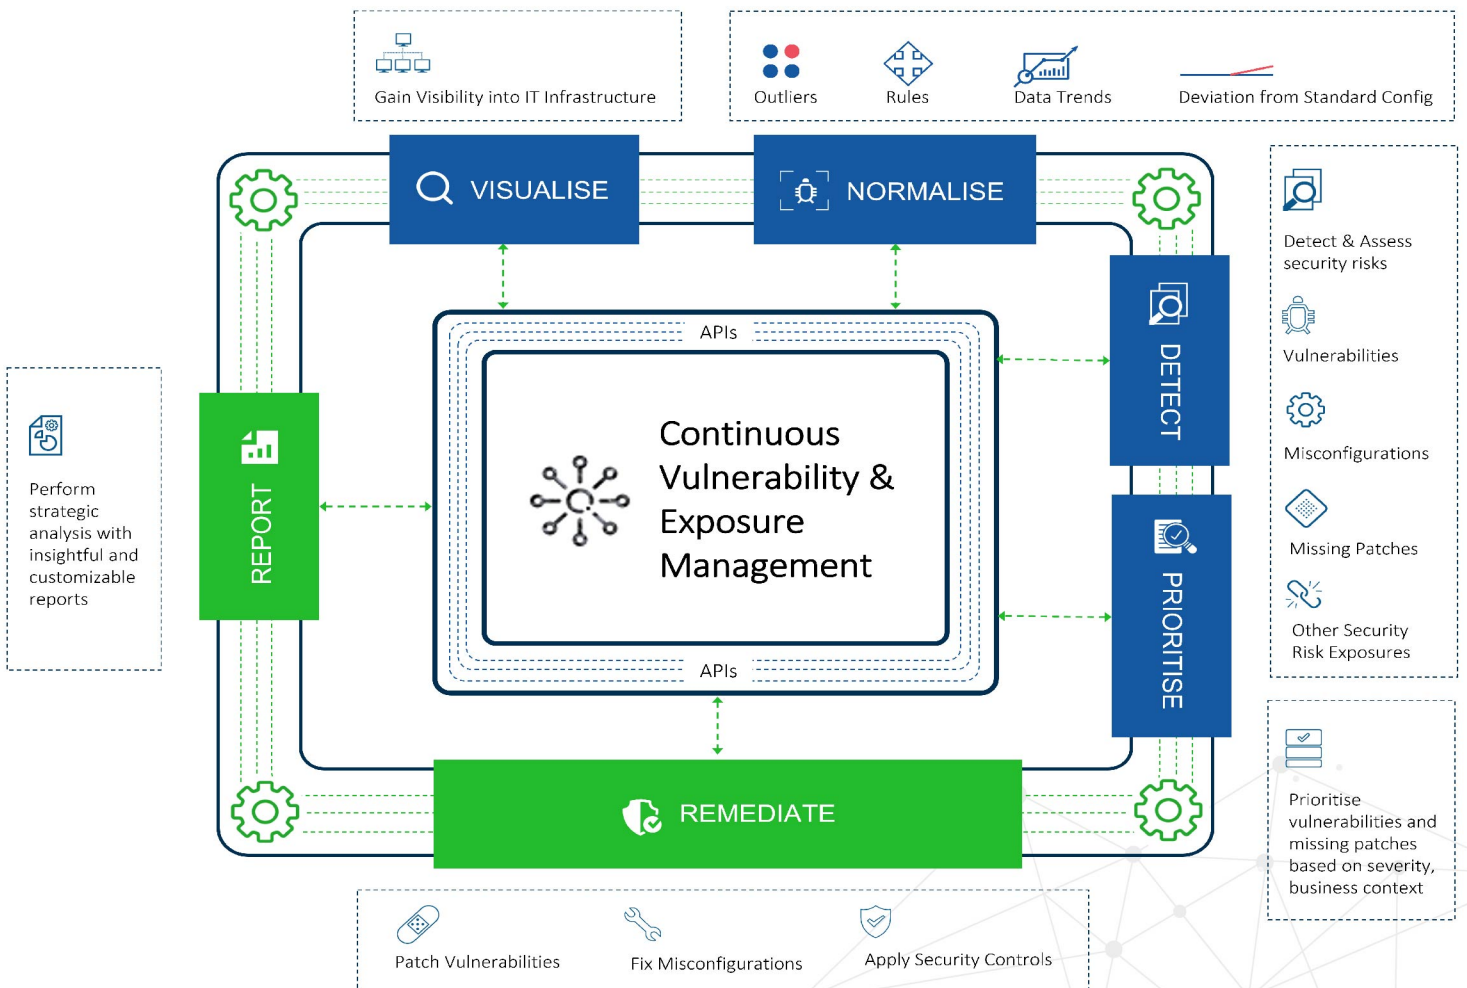 Gain Visibility into IT Infrastructure
Outliers
Rules
Data Trends
Deviation from Standard Config
VISUALISE
NORMALISE
Detect & Assess
security risks
Vulnerabilities
Misconfigurations
Missing Patches
Other Security
Risk Exposures
DETECT
PRIORITISE
APIs
Continuous
Vulnerability &
Exposure
Management
APIs
REPORT
Perform
strategic
analysis with
insightful and
customizable
reports
REMEDIATE
Prioritise
vulnerabilities and
missing patches
based on severity,
business context
Patch Vulnerabilities
Fix Misconfigurations
Apply Security Controls